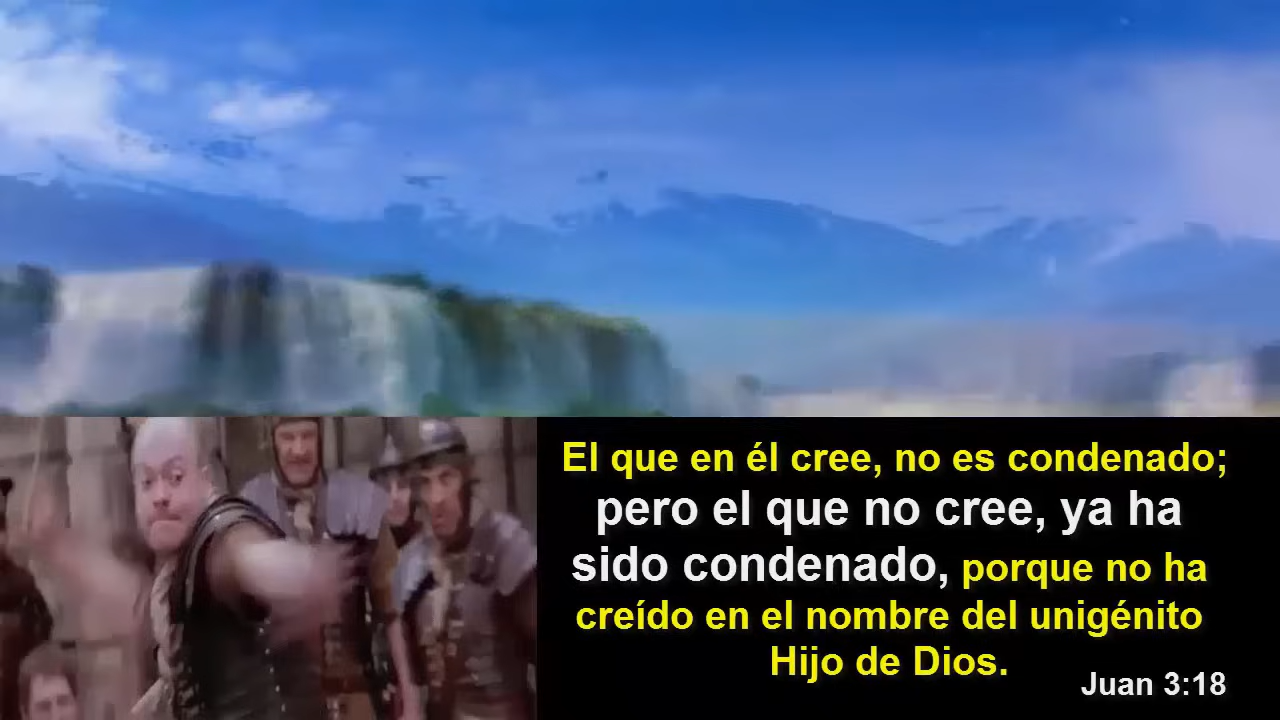 El que en él cree, no es condenado;
pero el que no cree, ya ha
sido condenado, porque no ha
creído en el nombre del unigénito
Hijo de Dios.
Juan 3:18